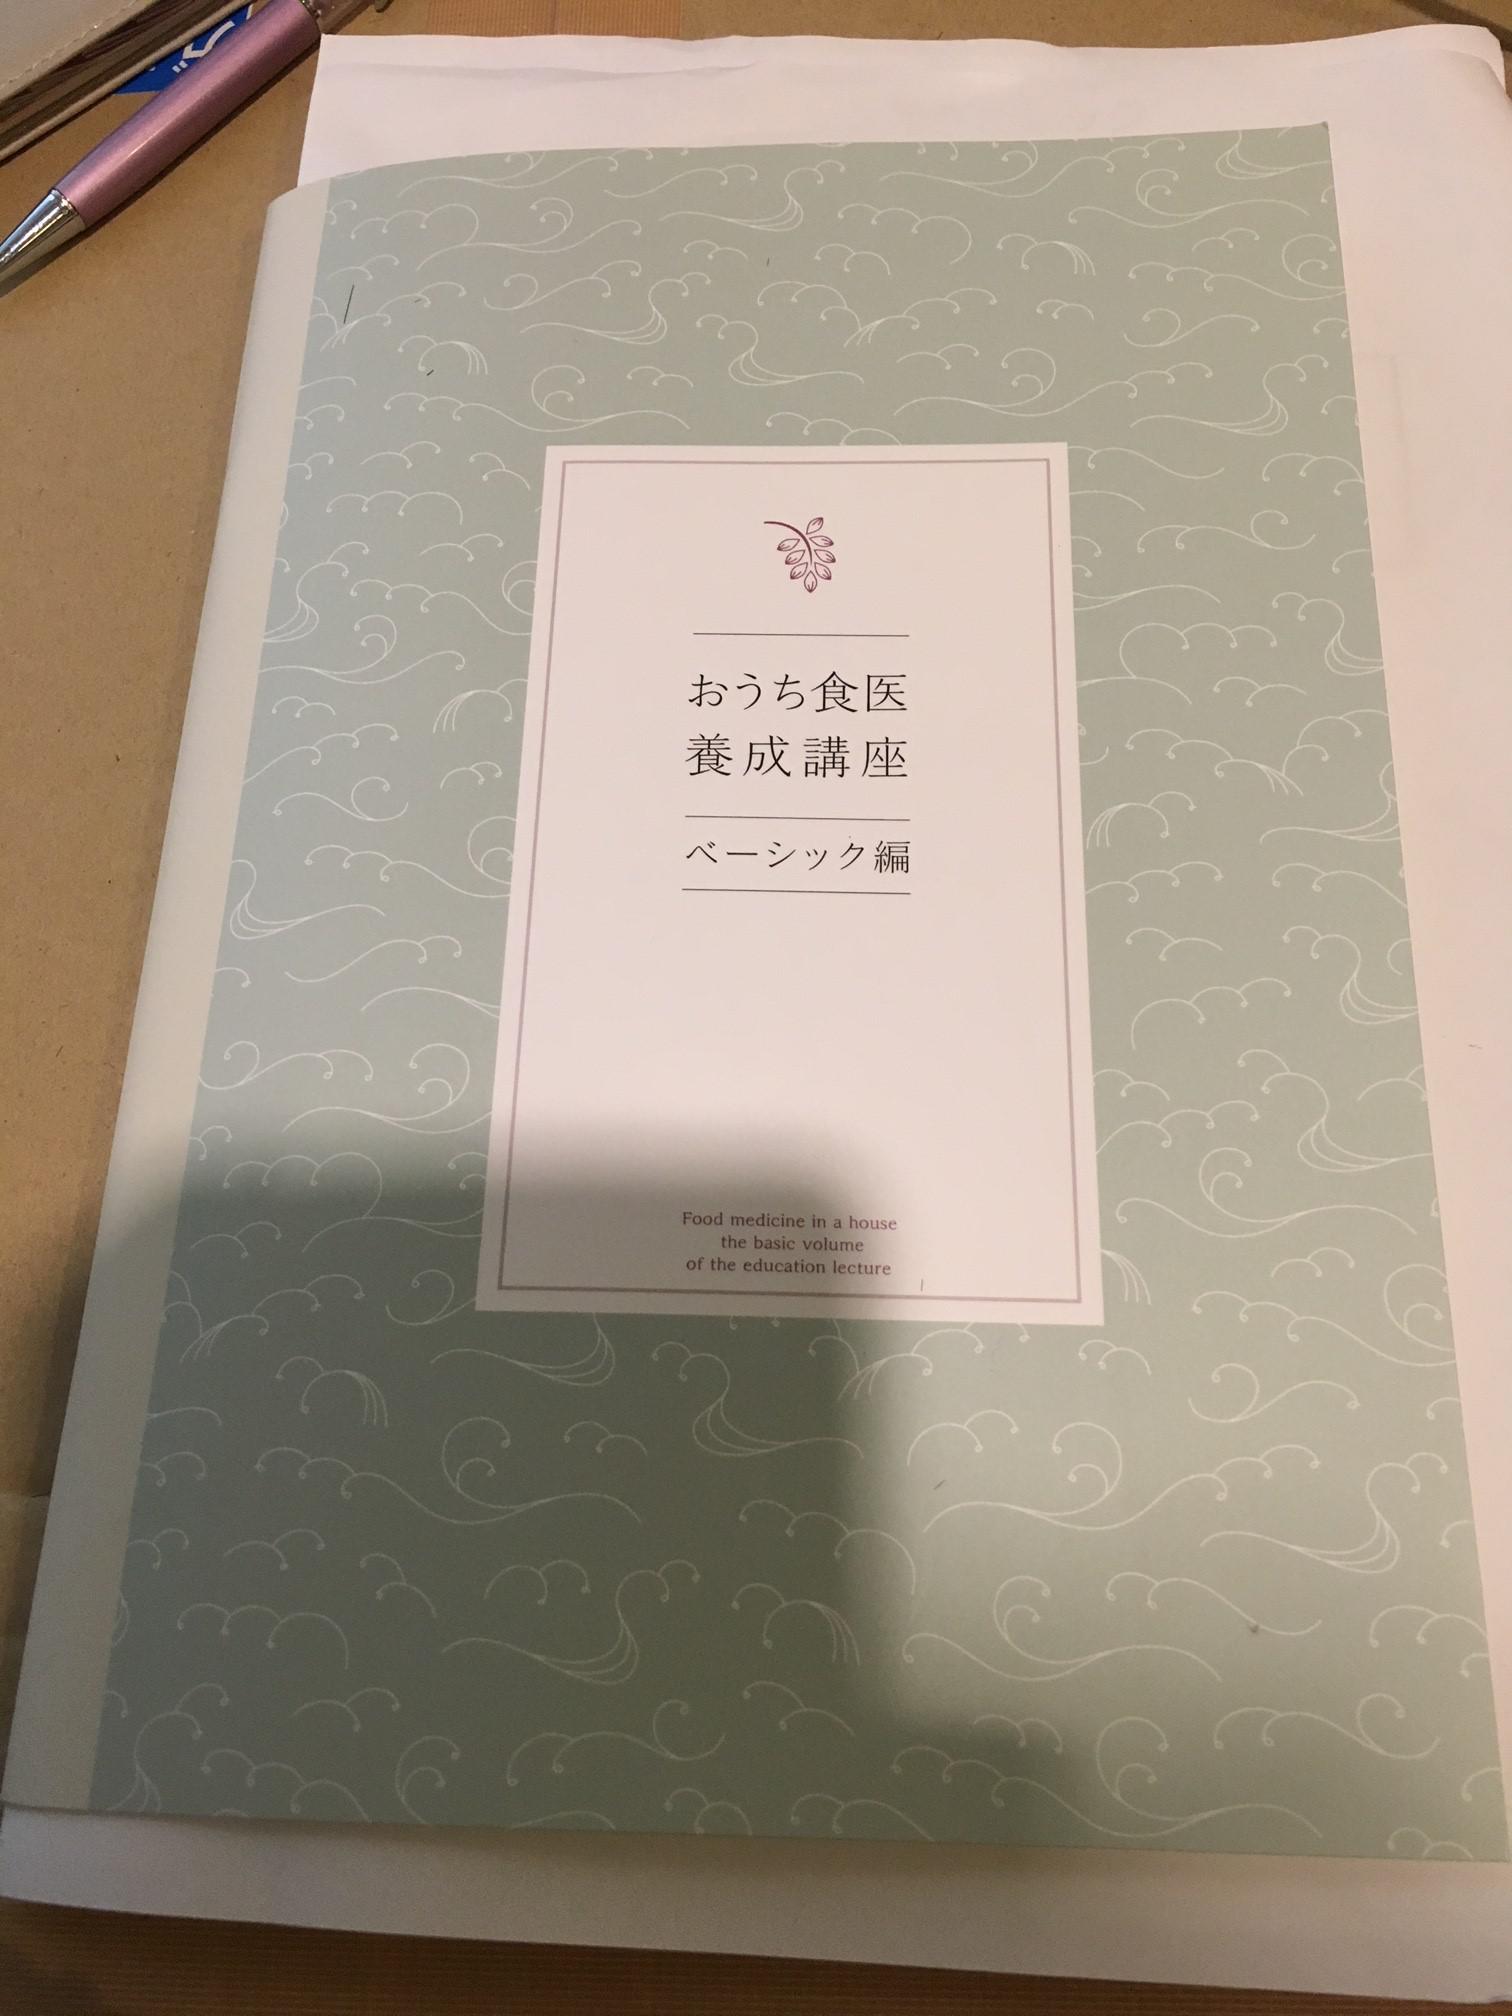 おうち食医
養成講座
ベーシック編
Food medicine in a house
the basic volume
of the education lecture